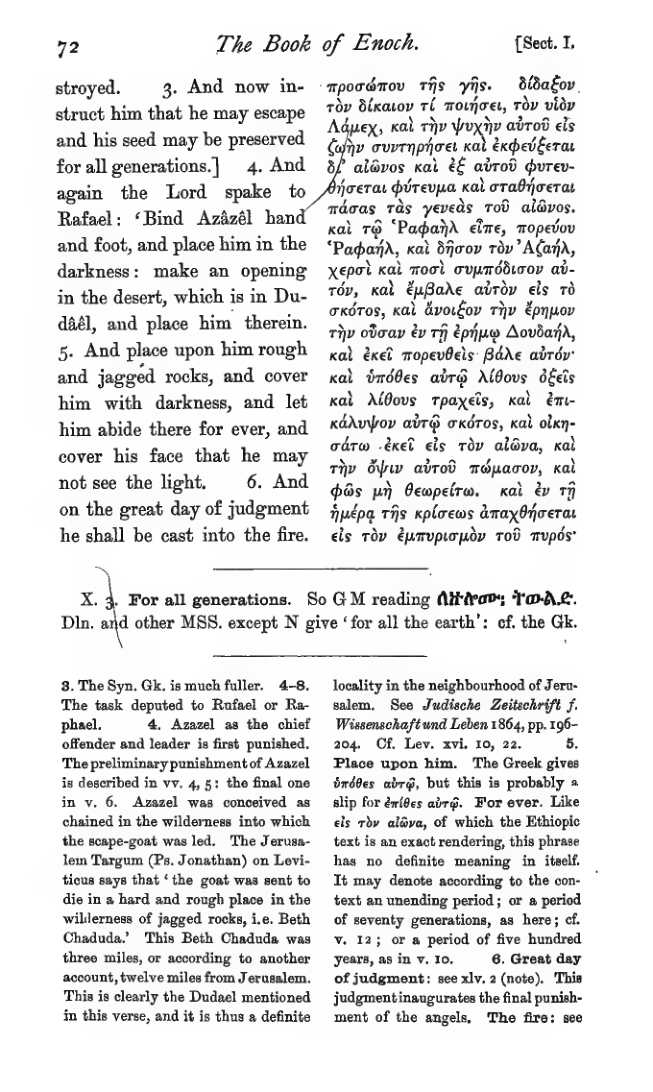 72
The Book of Enoch.
[Sect. I.
stroyed. 3. And now in-
struct him that he may escape
and his seed may be preserved
for all generations.] 4. And
again the Lord spake to
Rafael: ‘Bind Azâzêl hand
and foot, and place him in the
darkness: make an opening
in the desert, which is in Du-
dâêl, and place him therein.
5. And place upon him rough
and jagged rocks, and cover
him with darkness, and let
him abide there for ever, and
cover his face that he may
not see the light. 6. And
on the great day of judgment
he shall be cast into the fire.
προσώπου τῆς γῆς. δίδαξον
τὸν δίκαιον τί ποιήσει, τὸν υἱὸν
Λάμεχ, καὶ τὴν ψυχὴν αὐτοῦ εἰς
ζωὴν συντηρήσει καὶ ἐκφεύξεται
δι’ αἰῶνος καὶ ἐξ αὐτοῦ φυτευ-
θήσεται φύτευμα καὶ σταθήσεται
πάσας τὰς γενεὰς τοῦ αἰῶνος.
καὶ τῷ Ῥαφαὴλ εἶπε, πορεύου
Ῥαφαήλ, καὶ δῆσον τὸν Ἀζαήλ,
χερσὶ καὶ ποσὶ συμπόδισον αὐ-
τόν, καὶ ἔμβαλε αὐτὸν εἰς τὸ
σκότος, καὶ ἄνοιξον τὴν ἔρημον
τὴν οὖσαν ἐν τῇ ἐρήμῳ Δουδαήλ,
καὶ ἐκεῖ πορευθεὶς βάλε αὐτόν·
καὶ ὑπόθες αὐτῷ λίθους ὀξεῖς
καὶ λίθους τραχεῖς, καὶ ἐπι-
κάλυψον αὐτῷ σκότος, καὶ οἰκη-
σάτω ἐκεῖ εἰς τὸν αἰῶνα, καὶ
τὴν ὄψιν αὐτοῦ πώμασον, καὶ
φῶς μὴ θεωρείτω. καὶ ἐν τῇ
ἡμέρᾳ τῆς κρίσεως ἀπαχθήσεται
εἰς τὸν ἐμπυρισμὸν τοῦ πυρός·
X. 3. For all generations. So G M reading በኵሎሙ፡ ትውልድ.
Dln. and other MSS. except N give ‘for all the earth’: cf. the Gk.
3. The Syn. Gk. is much fuller. 4–8.
The task deputed to Rufael or Ra-
phael. 4. Azazel as the chief
offender and leader is first punished.
The preliminary punishment of Azazel
is described in vv. 4, 5: the final one
in v. 6. Azazel was conceived as
chained in the wilderness into which
the scape-goat was led. The Jerusa-
lem Targum (Ps. Jonathan) on Levi-
ticus says that ‘the goat was sent to
die in a hard and rough place in the
wilderness of jagged rocks, i.e. Beth
Chaduda.’ This Beth Chaduda was
three miles, or according to another
account, twelve miles from Jerusalem.
This is clearly the Dudael mentioned
in this verse, and it is thus a definite
locality in the neighbourhood of Jeru-
salem. See Judische Zeitschrift f.
Wissenschaft und Leben 1864, pp. 196–
204. Cf. Lev. xvi. 10, 22. 5.
Place upon him. The Greek gives
ὑπόθες αὐτῷ, but this is probably a
slip for ἐπίθες αὐτῷ. For ever. Like
εἰς τὸν αἰῶνα, of which the Ethiopic
text is an exact rendering, this phrase
has no definite meaning in itself.
It may denote according to the con-
text an unending period; or a period
of seventy generations, as here; cf.
v. 12; or a period of five hundred
years, as in v. 10. 6. Great day
of judgment: see xlv. 2 (note). This
judgment inaugurates the final punish-
ment of the angels. The fire: see